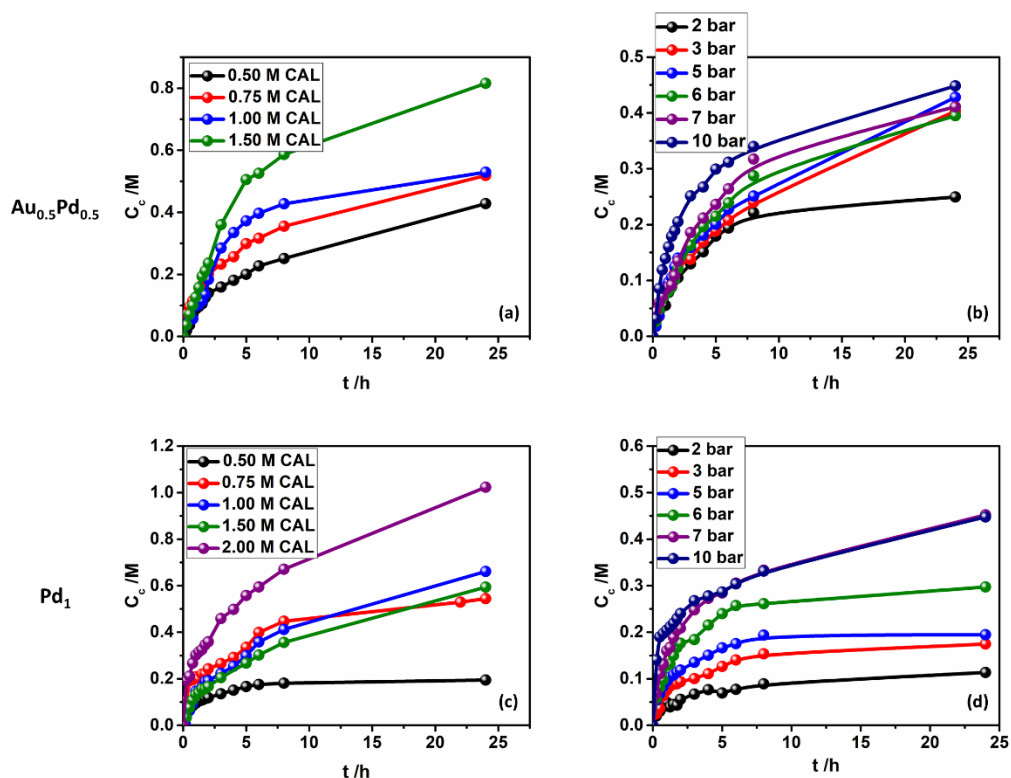 Au0.5Pd0.5
0.50 M CAL
0.75 M CAL
1.00 M CAL
1.50 M CAL
0.8
0.6
0.4
0.2
0.0
Cc /M
0 5 10 15 20 25
t /h
(a)
2 bar
3 bar
5 bar
6 bar
7 bar
10 bar
0.5
0.4
0.3
0.2
0.1
0.0
Cc /M
0 5 10 15 20 25
t /h
(b)
Pd1
0.50 M CAL
0.75 M CAL
1.00 M CAL
1.50 M CAL
2.00 M CAL
1.2
1.0
0.8
0.6
0.4
0.2
0.0
Cc /M
0 5 10 15 20 25
t /h
(c)
2 bar
3 bar
5 bar
6 bar
7 bar
10 bar
0.6
0.5
0.4
0.3
0.2
0.1
0.0
Cc /M
0 5 10 15 20 25
t /h
(d)